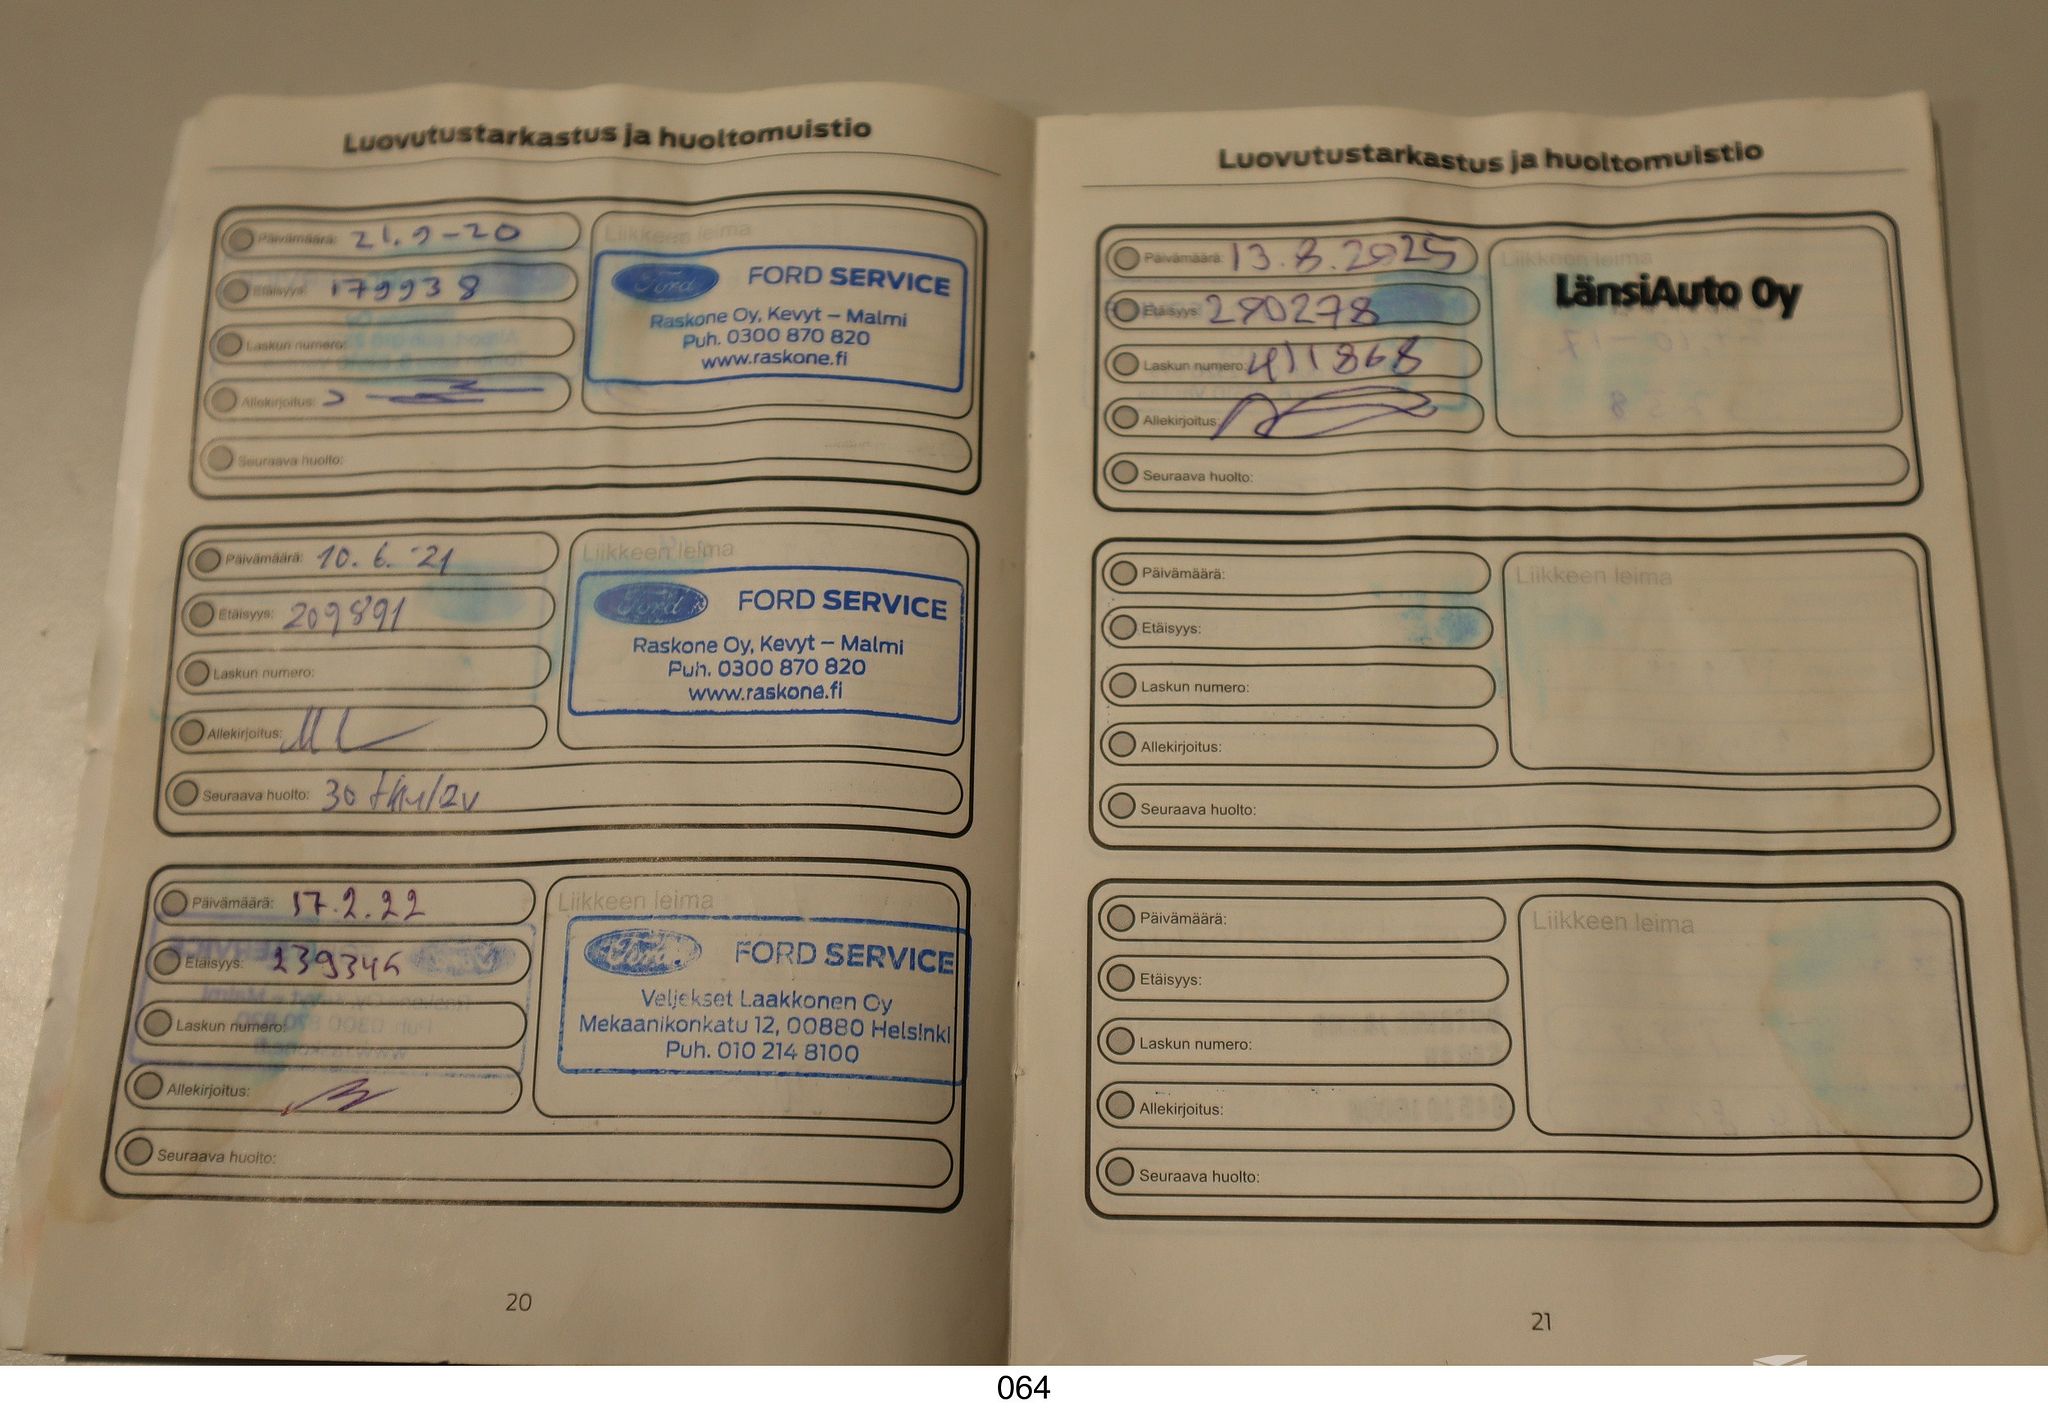 Luovutustarkastus ja huoltomuistio
Päivämäärä: 21.9-20
Etäisyys: 179938
Laskun numero:
Allekirjoitus:
Seuraava huolto:
Liikkeen leima
Ford FORD SERVICE
Raskone Oy, Kevyt – Malmi
Puh. 0300 870 820
www.raskone.fi
Päivämäärä: 10.6.-21
Etäisyys: 209891
Laskun numero:
Allekirjoitus:
Seuraava huolto: 30 tkm/2v
Liikkeen leima
Ford FORD SERVICE
Raskone Oy, Kevyt – Malmi
Puh. 0300 870 820
www.raskone.fi
Päivämäärä: 17.2.22
Etäisyys: 239346
Laskun numero:
Allekirjoitus:
Seuraava huolto:
Liikkeen leima
Ford FORD SERVICE
Veljekset Laakkonen Oy
Mekaanikonkatu 12, 00880 Helsinki
Puh. 010 214 8100
20
Luovutustarkastus ja huoltomuistio
Päivämäärä: 13.8.2025
Etäisyys: 280278
Laskun numero: 411868
Allekirjoitus:
Seuraava huolto:
Liikkeen leima
LänsiAuto Oy
Päivämäärä:
Etäisyys:
Laskun numero:
Allekirjoitus:
Seuraava huolto:
Liikkeen leima
Päivämäärä:
Etäisyys:
Laskun numero:
Allekirjoitus:
Seuraava huolto:
Liikkeen leima
21
064